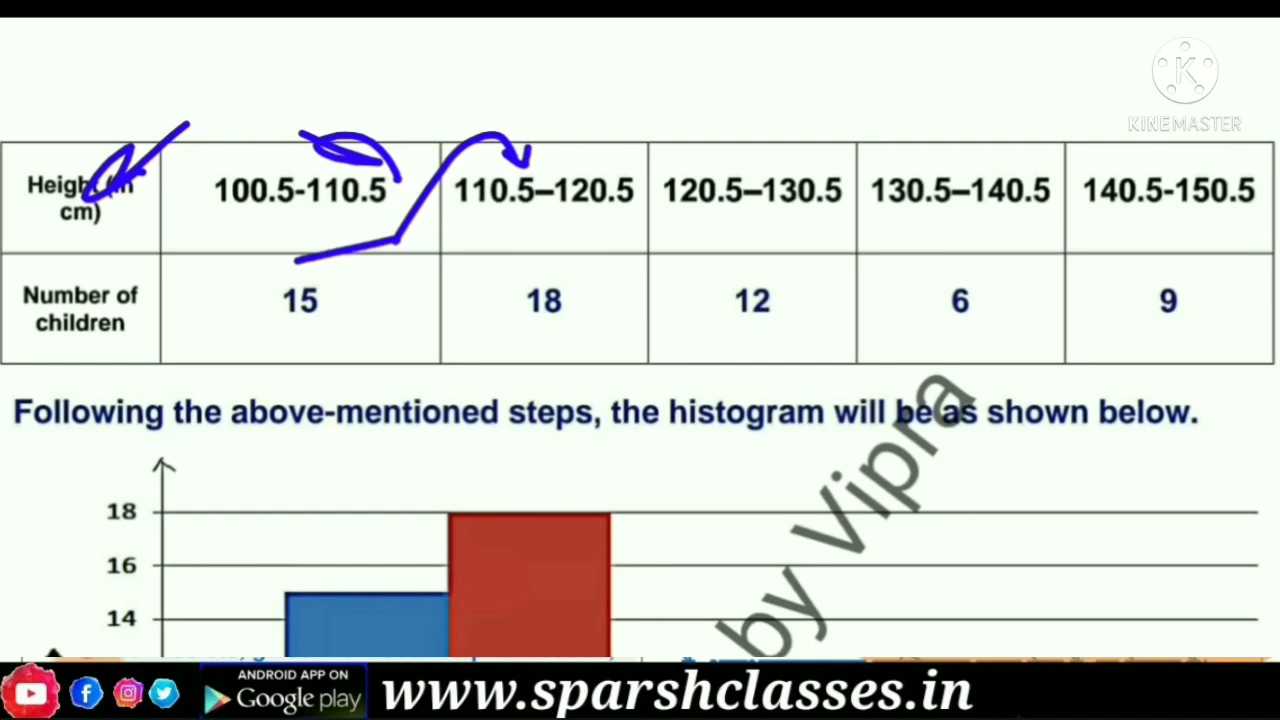 KINEMASTER
Height (in cm) 100.5-110.5 110.5–120.5 120.5–130.5 130.5–140.5 140.5-150.5
Number of children 15 18 12 6 9
Following the above-mentioned steps, the histogram will be as shown below.
18
16
14
by Vipra
ANDROID APP ON
Google play
www.sparshclasses.in